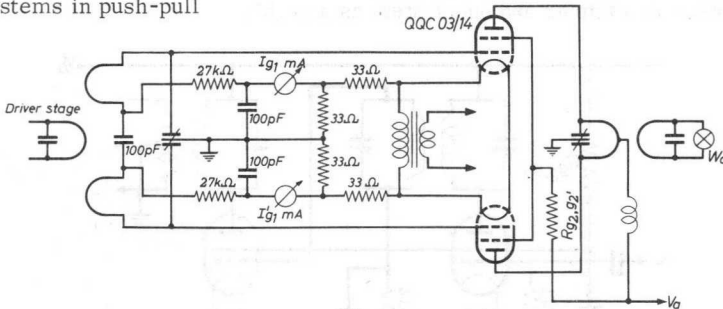 stems in push-pull
QQC 03/14
Ig1 mA
27kΩ
33Ω
Driver stage
100pF
33Ω
100pF
100pF
33Ω
27kΩ
33Ω
I'g1 mA
Rg2,g2'
Wo
Va